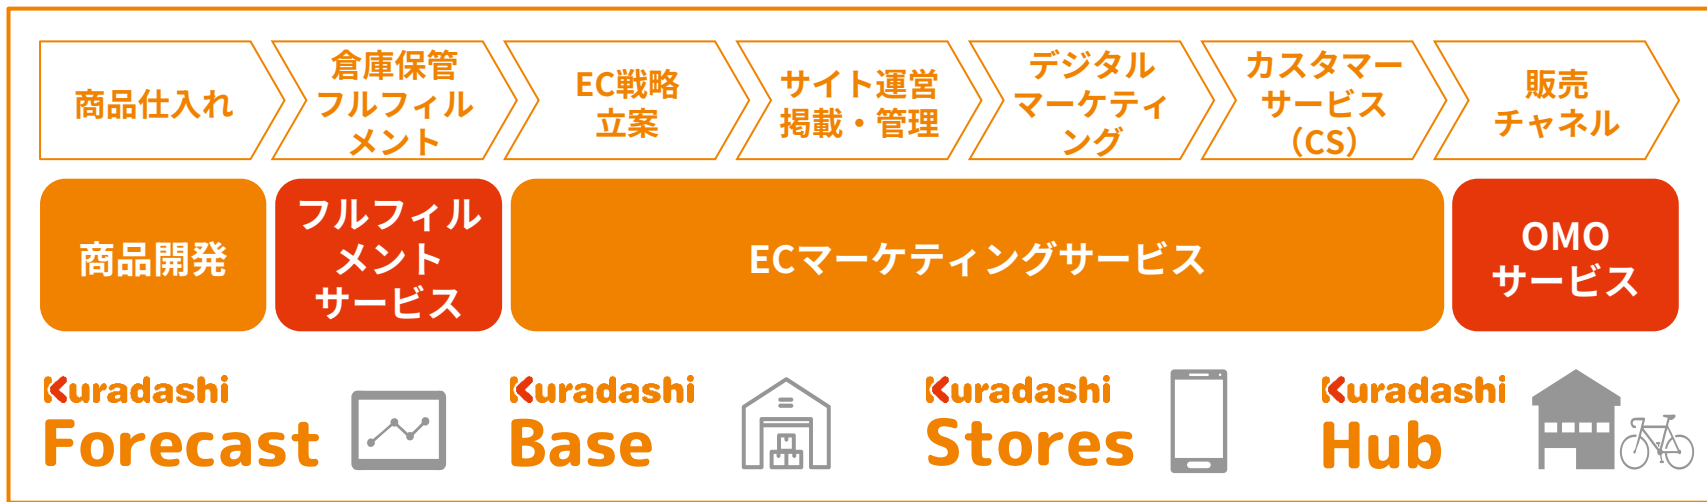 商品仕入れ
倉庫保管
フルフィル
メント
EC戦略
立案
サイト運営
掲載・管理
デジタル
マーケティ
ング
カスタマー
サービス
（CS）
販売
チャネル
商品開発
フルフィル
メント
サービス
ECマーケティングサービス
OMO
サービス
Kuradashi
Forecast
Kuradashi
Base
Kuradashi
Stores
Kuradashi
Hub